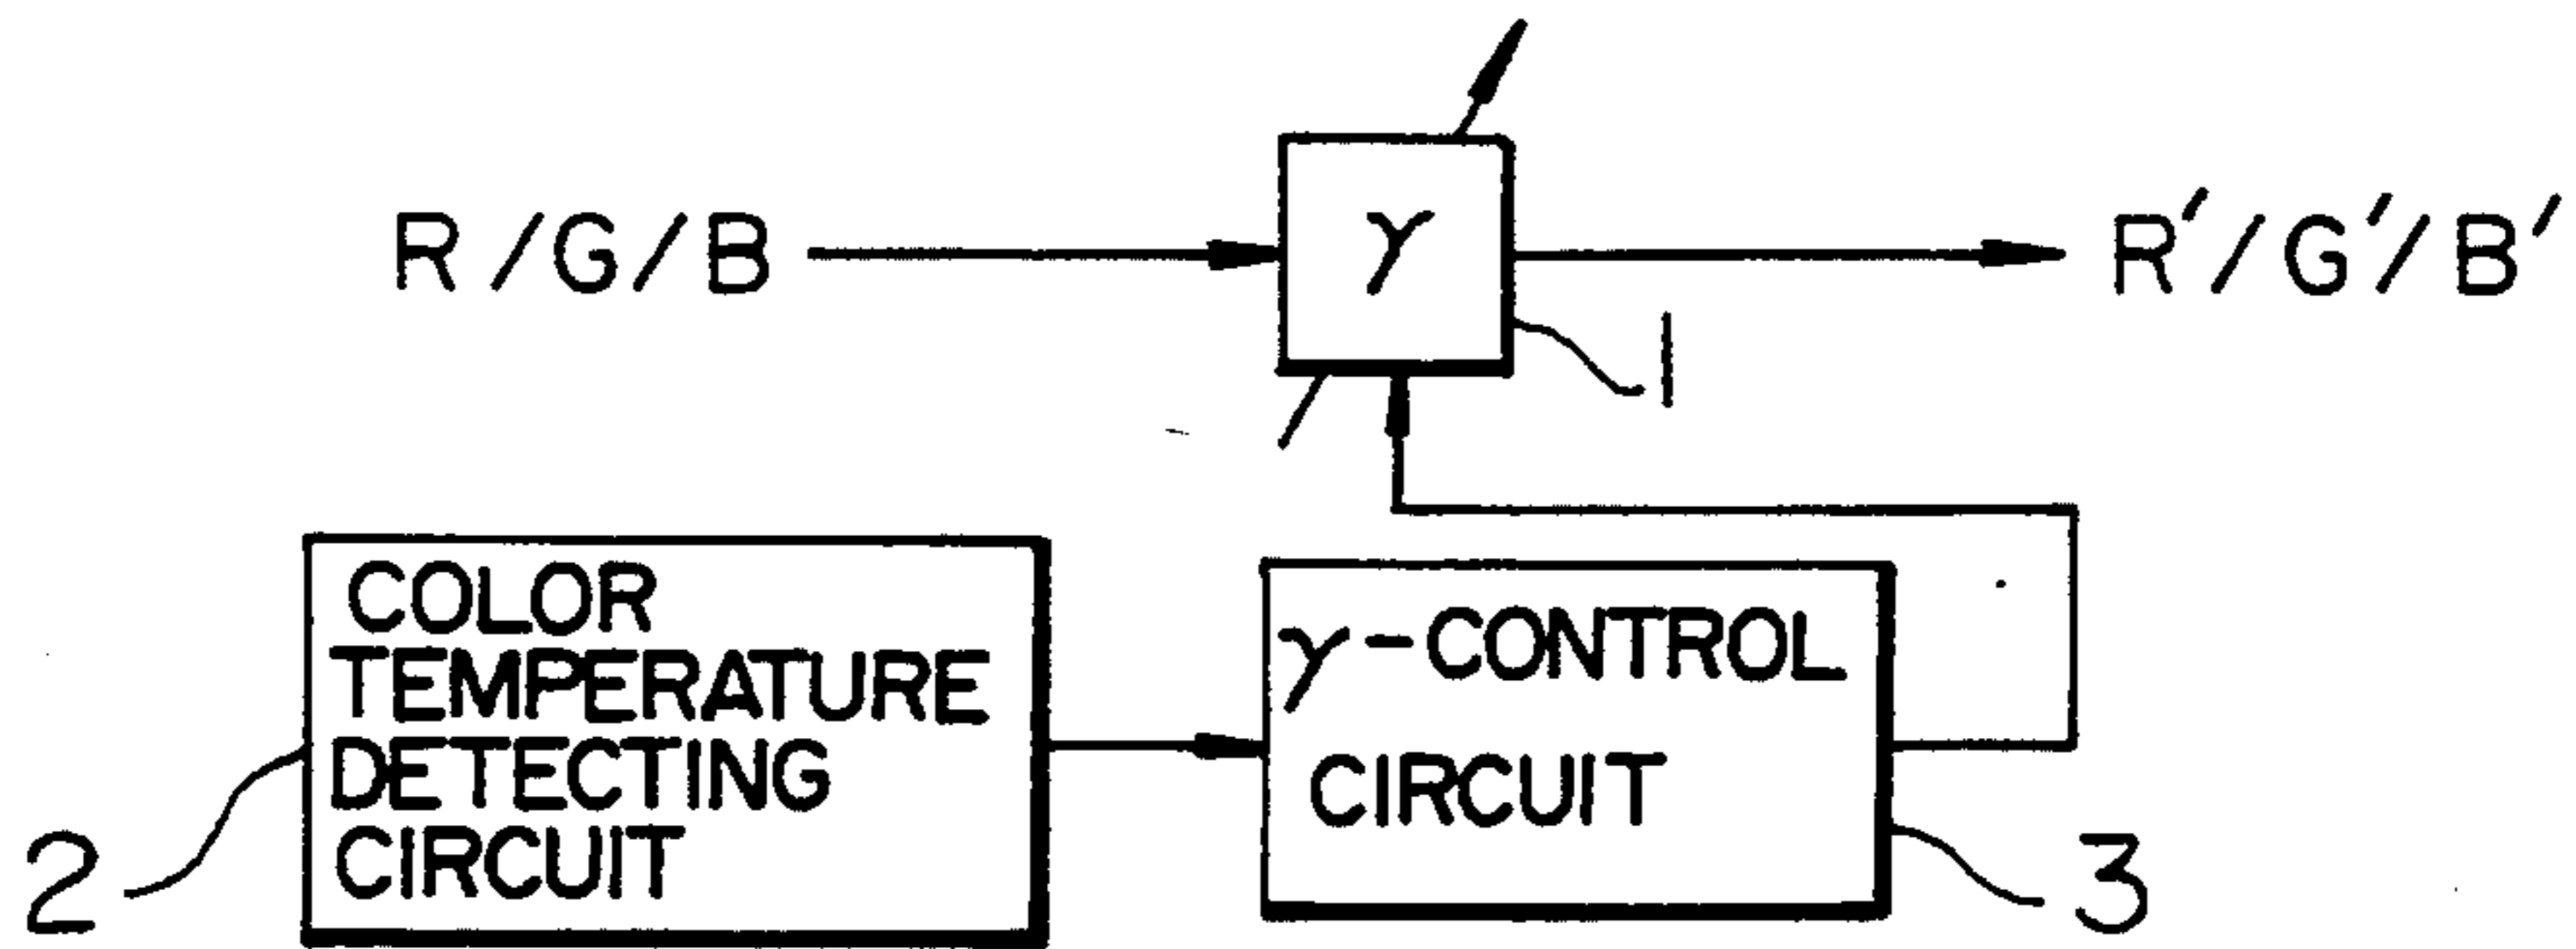 R/G/B
γ
R'/G'/B'
1
COLOR
TEMPERATURE
DETECTING
CIRCUIT
2
γ-CONTROL
CIRCUIT
3